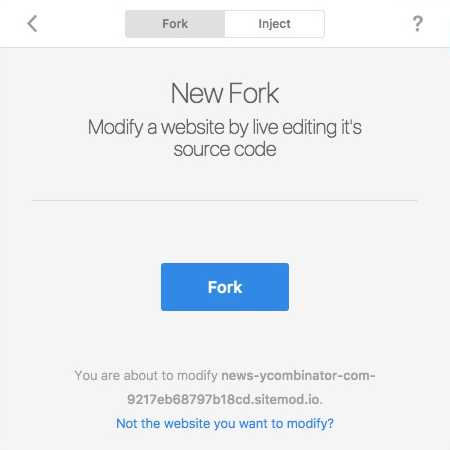 Fork
Inject
?
New Fork
Modify a website by live editing it's
source code
Fork
You are about to modify news-ycombinator-com-
9217eb68797b18cd.sitemod.io.
Not the website you want to modify?